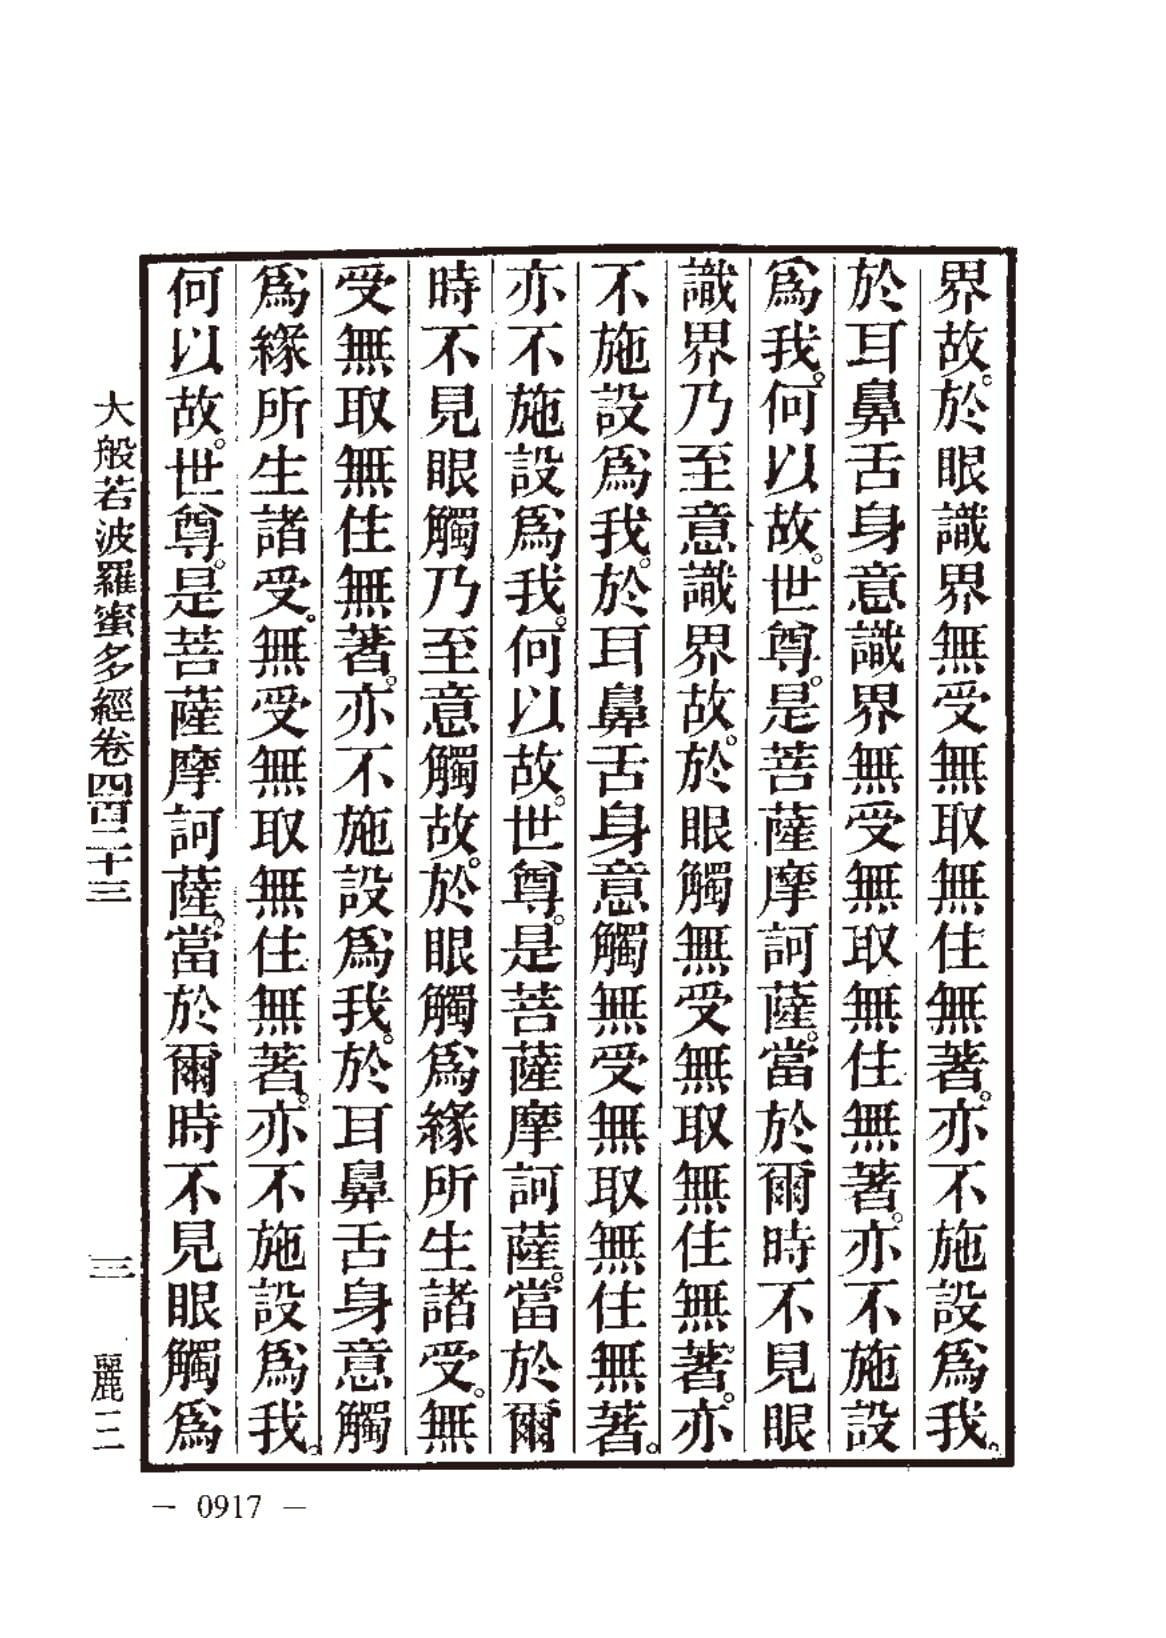 界故。於眼識界無受無取無住無著。亦不施設為我。
於耳鼻舌身意識界無受無取無住無著。亦不施設
為我。何以故。世尊。是菩薩摩訶薩。當於爾時不見眼
識界乃至意識界故。於眼觸無受無取無住無著。亦
不施設為我。於耳鼻舌身意觸無受無取無住無著。
亦不施設為我。何以故。世尊。是菩薩摩訶薩。當於爾
時不見眼觸乃至意觸故。於眼觸為緣所生諸受。無
受無取無住無著。亦不施設為我。於耳鼻舌身意觸
為緣所生諸受。無受無取無住無著。亦不施設為我。
何以故。世尊。是菩薩摩訶薩。當於爾時不見眼觸為
大般若波羅蜜多經卷四百二十三 三 麗三
— 0917 —